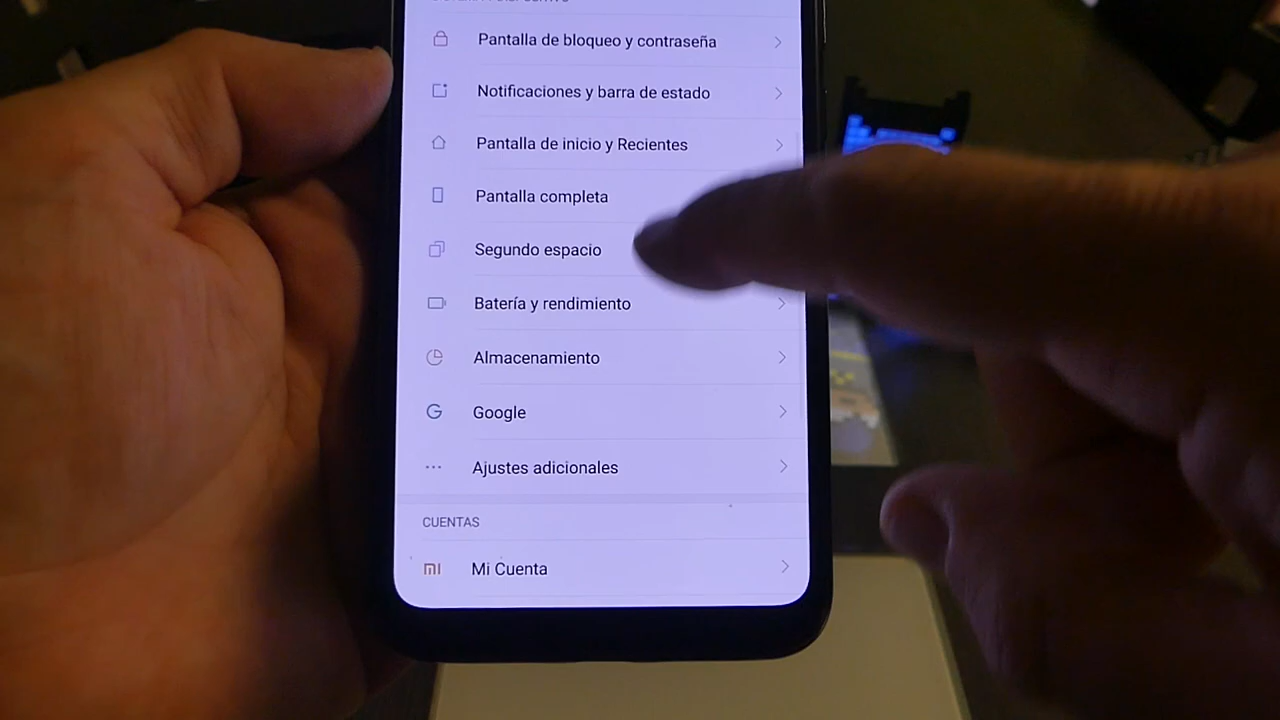 Pantalla de bloqueo y contraseña
Notificaciones y barra de estado
Pantalla de inicio y Recientes
Pantalla completa
Segundo espacio
Batería y rendimiento
Almacenamiento
G Google
Ajustes adicionales
CUENTAS
MI Mi Cuenta